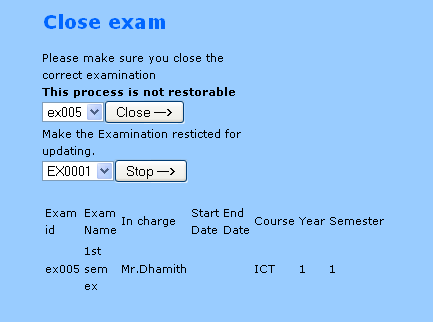 Close exam
Please make sure you close the
correct examination
This process is not restorable
ex005 Close —>
Make the Examination resticted for
updating.
EX0001 Stop —>
Exam id Exam Name In charge Start Date End Date Course Year Semester
ex005 1st sem ex Mr.Dhamith ICT 1 1